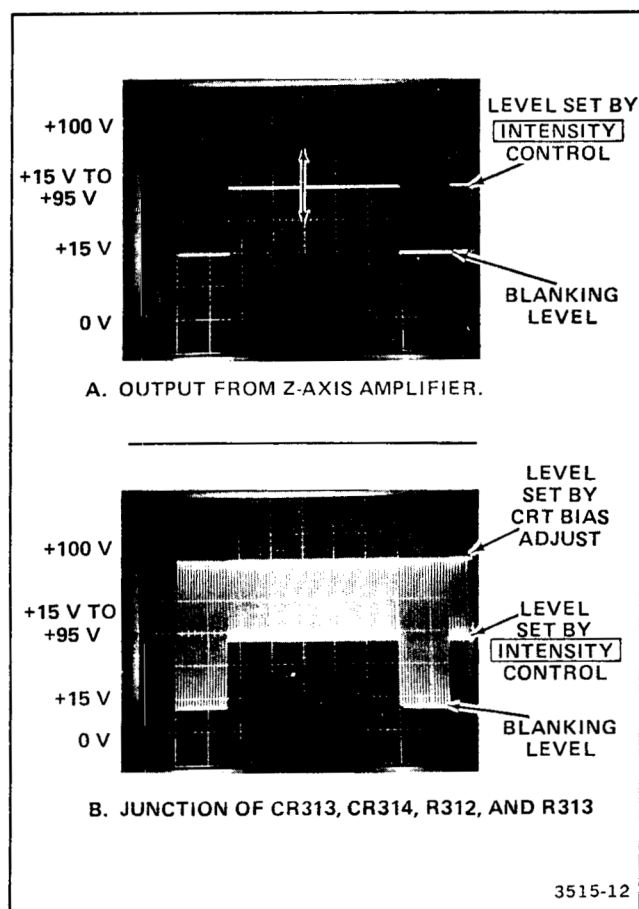 +100 V
LEVEL SET BY
INTENSITY
CONTROL
+15 V TO
+95 V
+15 V
0 V
BLANKING
LEVEL
A. OUTPUT FROM Z-AXIS AMPLIFIER.
LEVEL
SET BY
CRT BIAS
ADJUST
+100 V
+15 V TO
+95 V
LEVEL
SET BY
INTENSITY
CONTROL
+15 V
0 V
BLANKING
LEVEL
B. JUNCTION OF CR313, CR314, R312, AND R313
3515-12